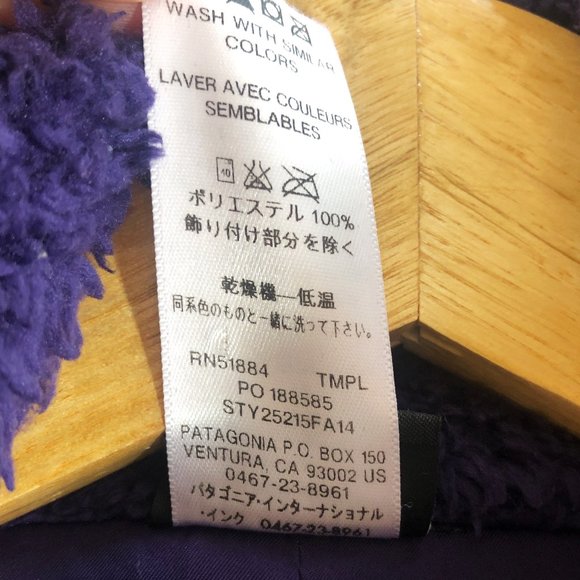 WASH WITH SIMILAR
COLORS
LAVER AVEC COULEURS
SEMBLABLES
40
ポリエステル 100%
飾り付け部分を除く
乾燥機—低温
同系色のものと一緒に洗って下さい。
RN51884 TMPL
PO 188585
STY25215FA14
PATAGONIA P.O. BOX 150
VENTURA, CA 93002 US
0467-23-8961
パタゴニア・インターナショナル
・インク 0467-23-8961